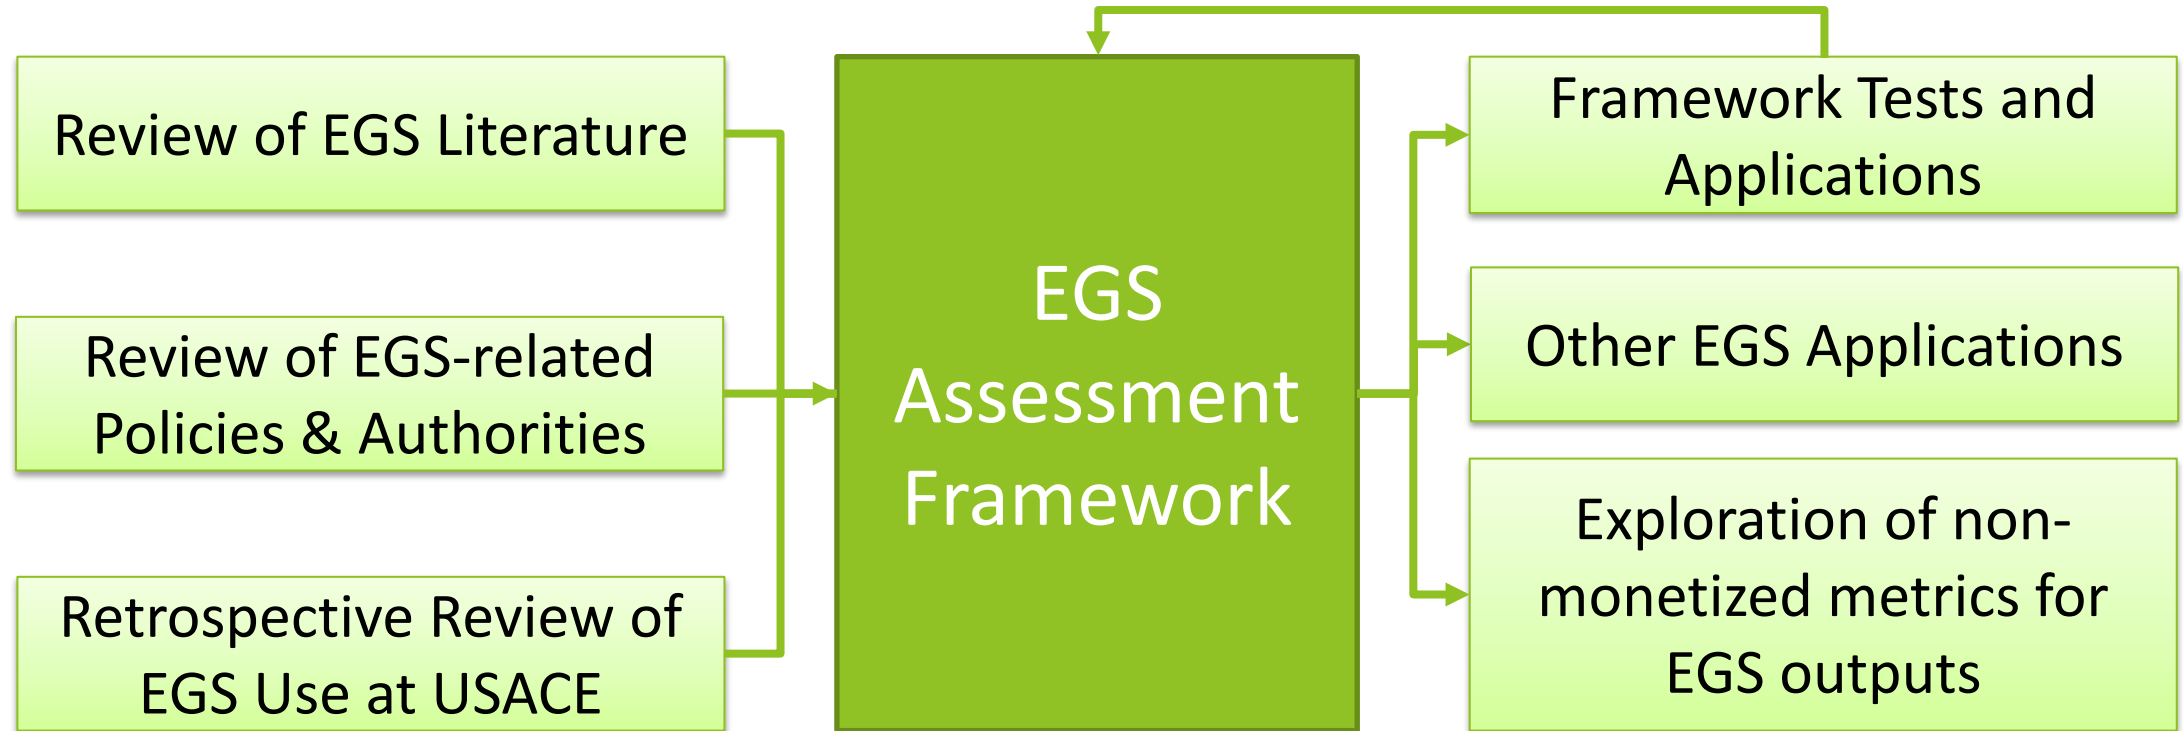 Review of EGS Literature
Review of EGS-related
Policies & Authorities
Retrospective Review of
EGS Use at USACE
EGS
Assessment
Framework
Framework Tests and
Applications
Other EGS Applications
Exploration of non-
monetized metrics for
EGS outputs